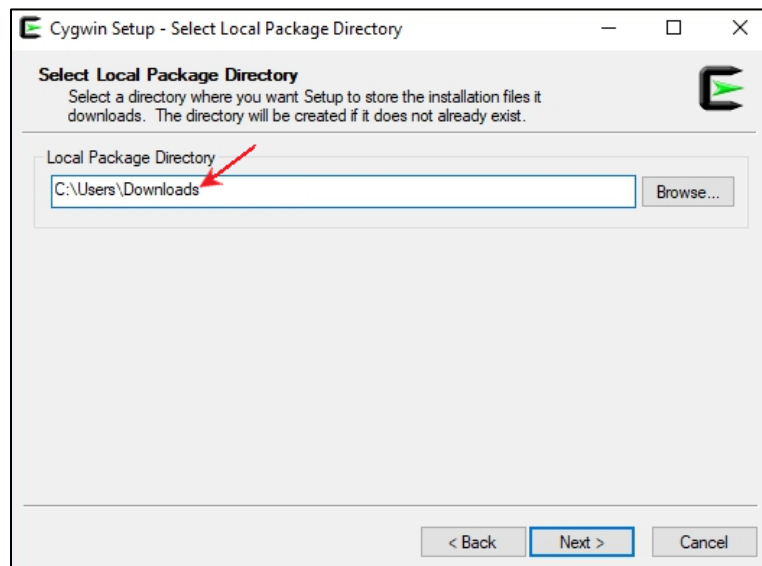 Cygwin Setup - Select Local Package Directory
Select Local Package Directory
Select a directory where you want Setup to store the installation files it
downloads. The directory will be created if it does not already exist.
Local Package Directory
C:\Users\Downloads
Browse...
< Back
Next >
Cancel